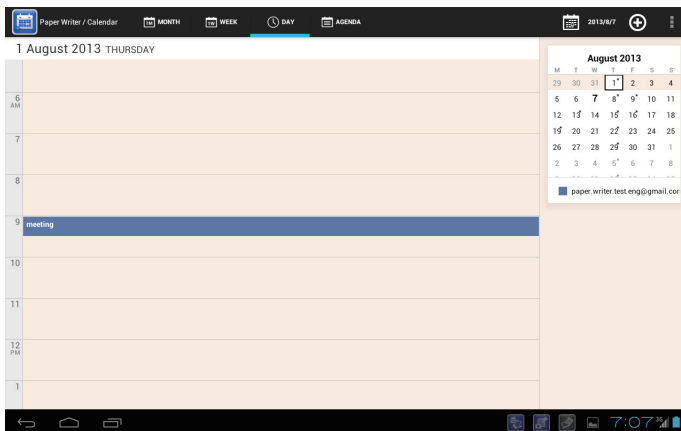 Paper Writer / Calendar 1M MONTH 1W WEEK DAY AGENDA 2013/8/7
1 August 2013 THURSDAY
6
AM
7
8
9 meeting
10
11
12
PM
1
August 2013
M T W T F S S
29 30 31 1 2 3 4
5 6 7 8 9 10 11
12 13 14 15 16 17 18
19 20 21 22 23 24 25
26 27 28 29 30 31 1
2 3 4 5 6 7 8
paper.writer.test.eng@gmail.com
7:07 3G